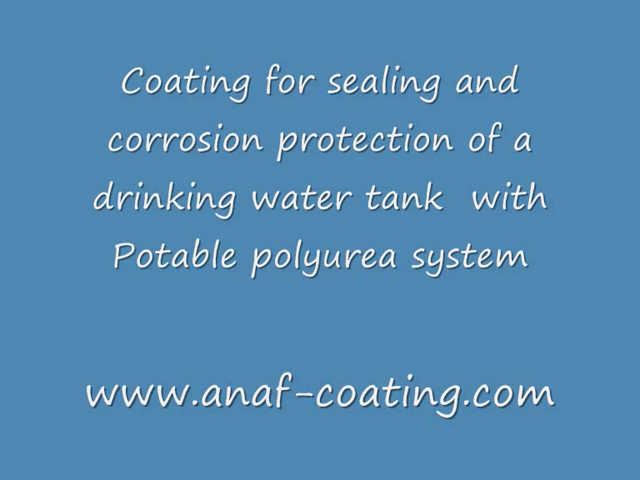 Coating for sealing and
corrosion protection of a
drinking water tank  with
Potable polyurea system
www.anaf-coating.com